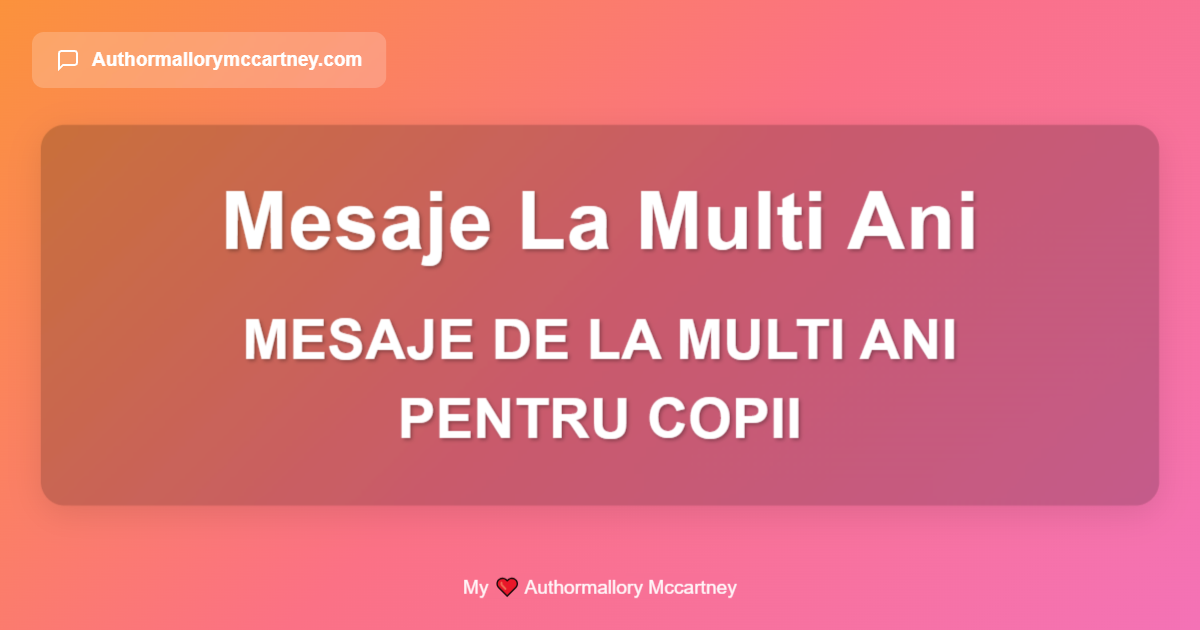 Authormallorymccartney.com
Mesaje La Multi Ani
MESAJE DE LA MULTI ANI
PENTRU COPII
My ❤️ Authormallory Mccartney